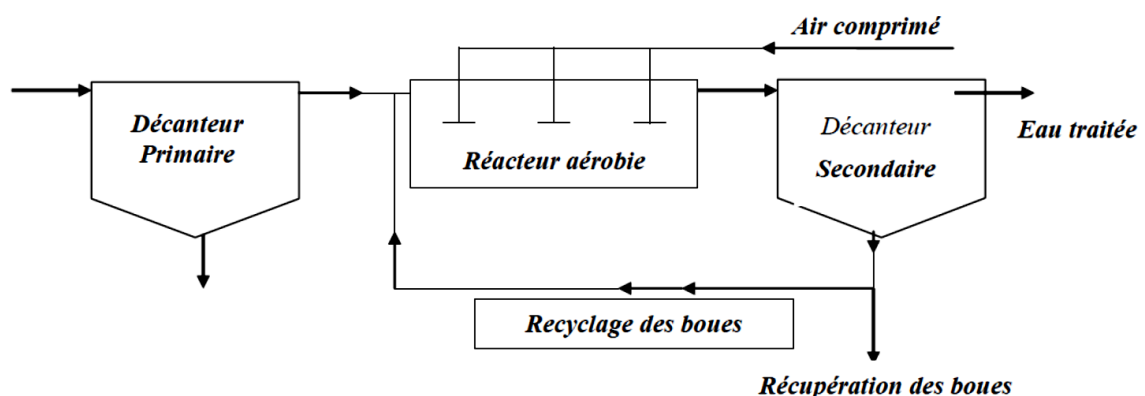 Air comprimé
Décanteur
Primaire
Réacteur aérobie
Décanteur
Secondaire
Eau traitée
Recyclage des boues
Récupération des boues